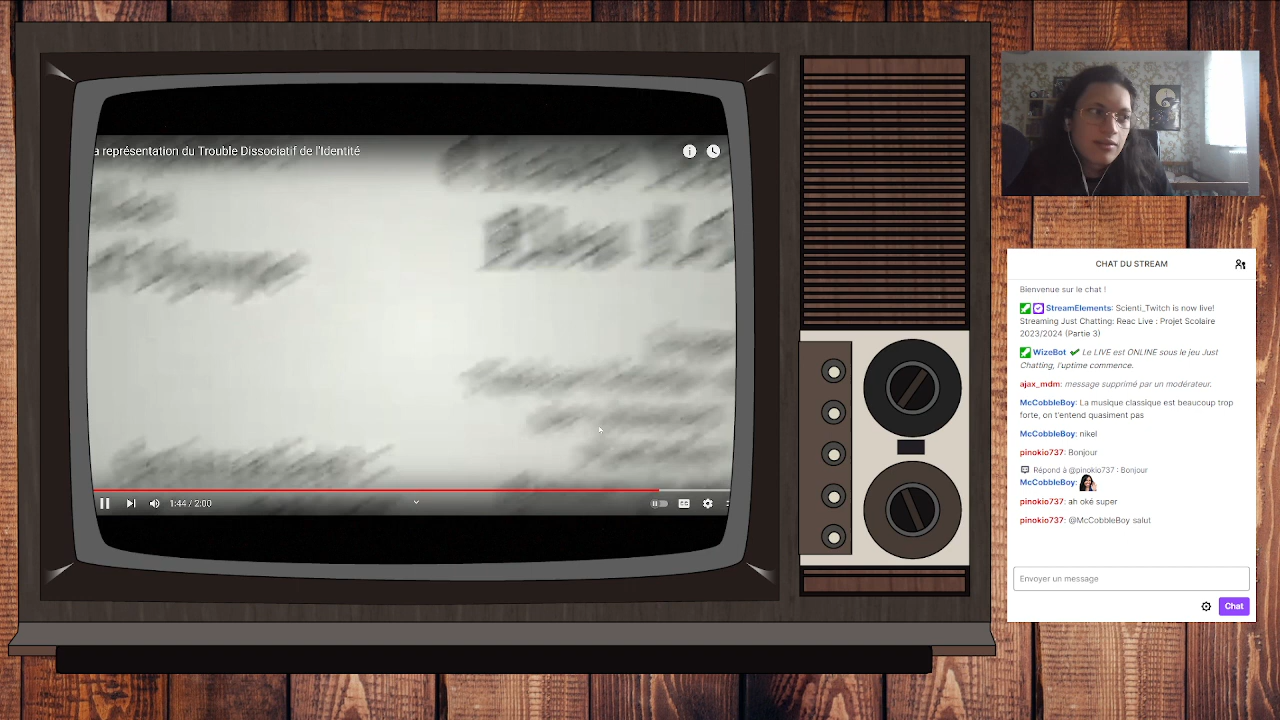 a représentation du Trouble Dissociatif de l'Identité
1:44 / 2:00
CHAT DU STREAM
Bienvenue sur le chat !
StreamElements: Scienti_Twitch is now live!
Streaming Just Chatting: Reac Live : Projet Scolaire
2023/2024 (Partie 3)
WizeBot Le LIVE est ONLINE sous le jeu Just
Chatting, l'uptime commence.
ajax_mdm: message supprimé par un modérateur.
McCobbleBoy: La musique classique est beaucoup trop
forte, on t'entend quasiment pas
McCobbleBoy: nikel
pinokio737: Bonjour
Répond à @pinokio737 : Bonjour
McCobbleBoy:
pinokio737: ah oké super
pinokio737: @McCobbleBoy salut
Envoyer un message
Chat